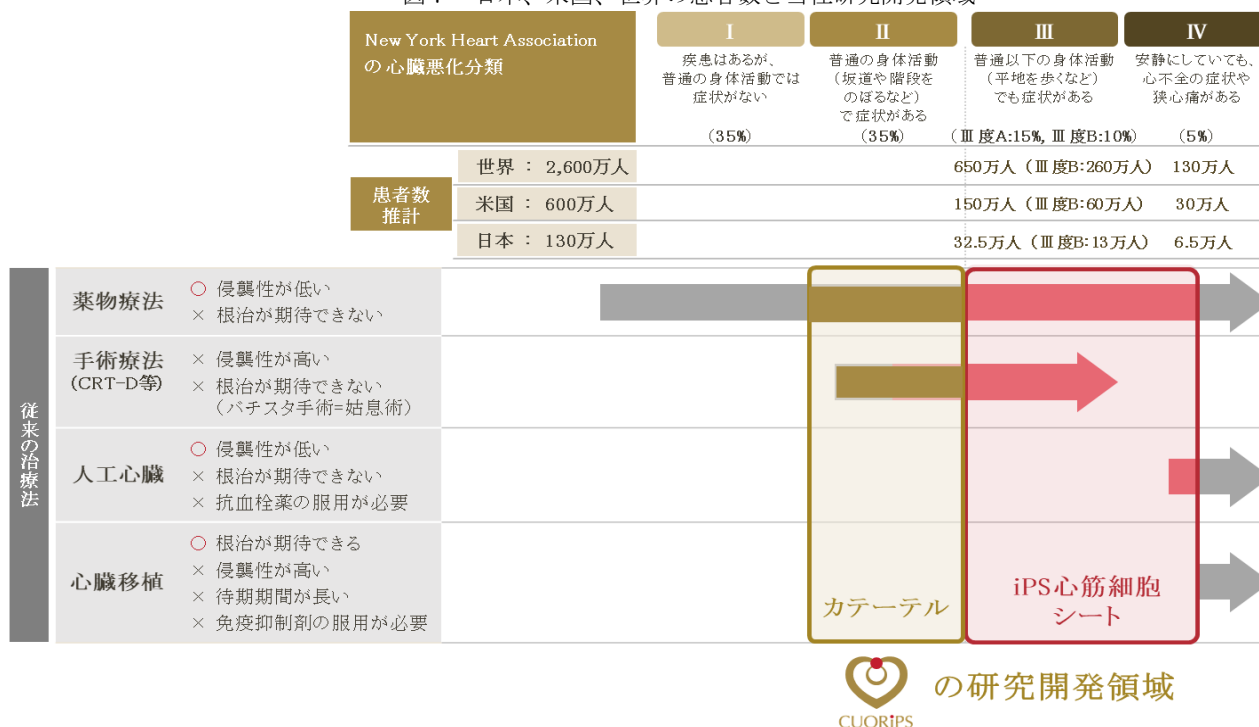 New York Heart Association
の心臓悪化分類
I
II
III
IV
疾患はあるが、
普通の身体活動では
症状がない
(35%)
普通の身体活動
(坂道や階段を
のぼるなど)
で症状がある
(35%)
普通以下の身体活動
(平地を歩くなど)
でも症状がある
(Ⅲ度A:15%, Ⅲ度B:10%)
安静にしていても、
心不全の症状や
狭心痛がある
(5%)
患者数
推計
世界 : 2,600万人
650万人 (Ⅲ度B:260万人)
130万人
米国 : 600万人
150万人 (Ⅲ度B:60万人)
30万人
日本 : 130万人
32.5万人 (Ⅲ度B:13万人)
6.5万人
従来の治療法
薬物療法
○ 侵襲性が低い
× 根治が期待できない
手術療法
(CRT-D等)
× 侵襲性が高い
× 根治が期待できない
(バチスタ手術=姑息術)
人工心臓
○ 侵襲性が低い
× 根治が期待できない
× 抗血栓薬の服用が必要
心臓移植
○ 根治が期待できる
× 侵襲性が高い
× 待期期間が長い
× 免疫抑制剤の服用が必要
カテーテル
iPS心筋細胞
シート
CUORiPS
の研究開発領域